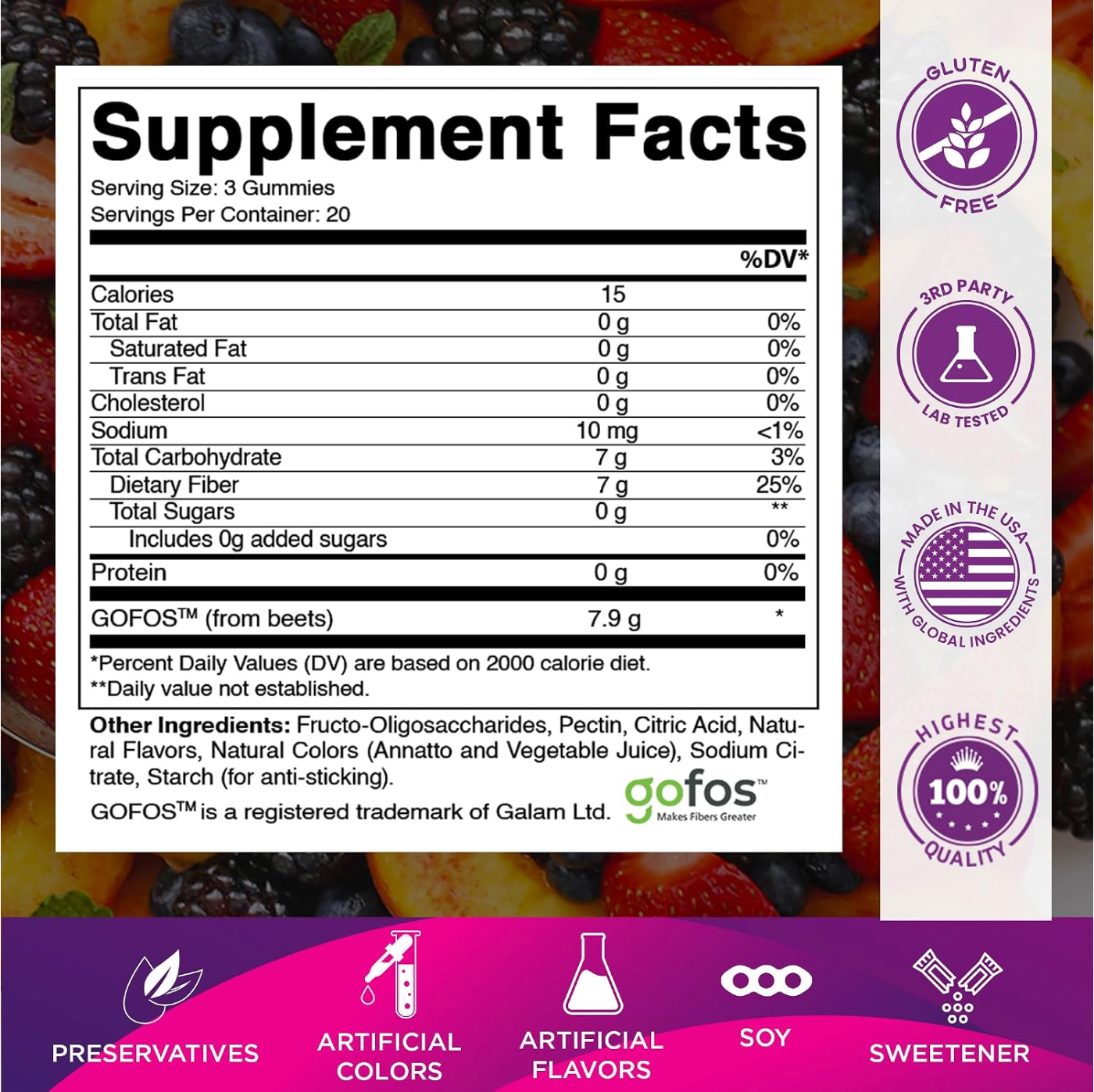 Supplement Facts
Serving Size: 3 Gummies
Servings Per Container: 20
%DV*
Calories 15
Total Fat 0 g 0%
Saturated Fat 0 g 0%
Trans Fat 0 g 0%
Cholesterol 0 g 0%
Sodium 10 mg <1%
Total Carbohydrate 7 g 3%
Dietary Fiber 7 g 25%
Total Sugars 0 g **
Includes 0g added sugars 0%
Protein 0 g 0%
GOFOS™ (from beets) 7.9 g *
*Percent Daily Values (DV) are based on 2000 calorie diet.
**Daily value not established.
Other Ingredients: Fructo-Oligosaccharides, Pectin, Citric Acid, Natu-
ral Flavors, Natural Colors (Annatto and Vegetable Juice), Sodium Ci-
trate, Starch (for anti-sticking).
GOFOS™ is a registered trademark of Galam Ltd.
gofos™
Makes Fibers Greater
GLUTEN
FREE
3RD PARTY
LAB TESTED
MADE IN THE USA
WITH GLOBAL INGREDIENTS
HIGHEST
100%
QUALITY
PRESERVATIVES
ARTIFICIAL
COLORS
ARTIFICIAL
FLAVORS
SOY
SWEETENER